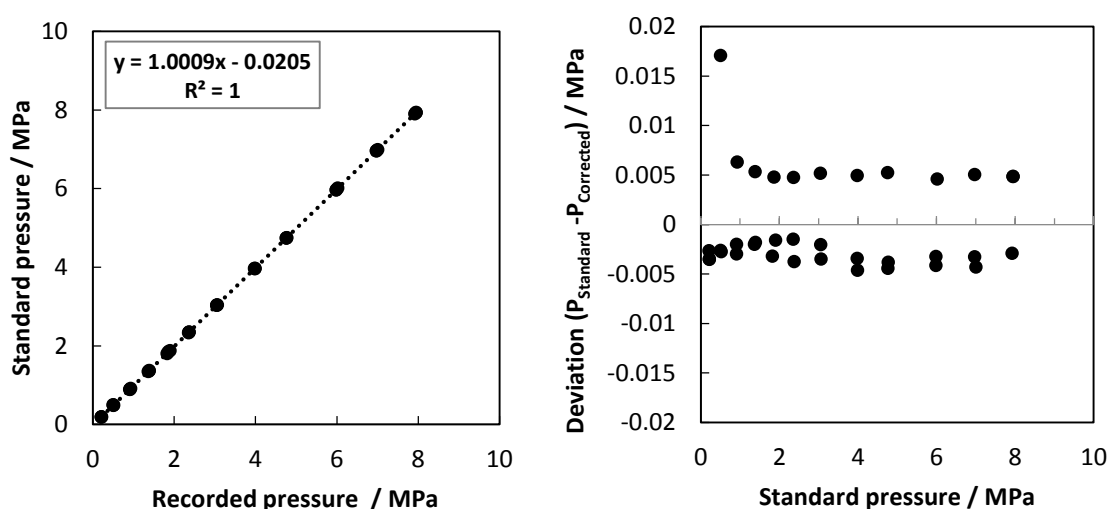 10
8
6
4
2
0
Standard pressure / MPa
y = 1.0009x - 0.0205
R² = 1
0 2 4 6 8 10
Recorded pressure / MPa
0.02
0.015
0.01
0.005
0
-0.005
-0.01
-0.015
-0.02
Deviation (P_Standard -P_Corrected) / MPa
0 2 4 6 8 10
Standard pressure / MPa